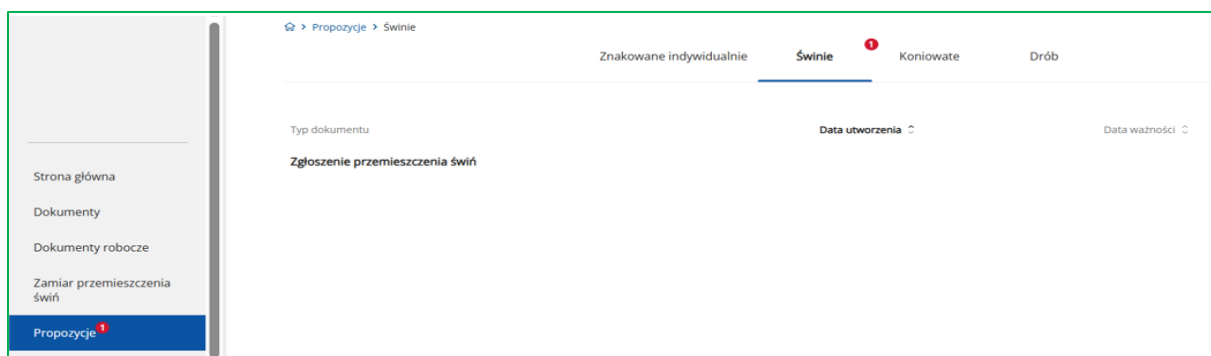 > Propozycje > Świnie
Znakowane indywidualnie Świnie 1 Koniowate Drób
Typ dokumentu Data utworzenia Data ważności
Zgłoszenie przemieszczenia świń
Strona główna
Dokumenty
Dokumenty robocze
Zamiar przemieszczenia
świń
Propozycje 1